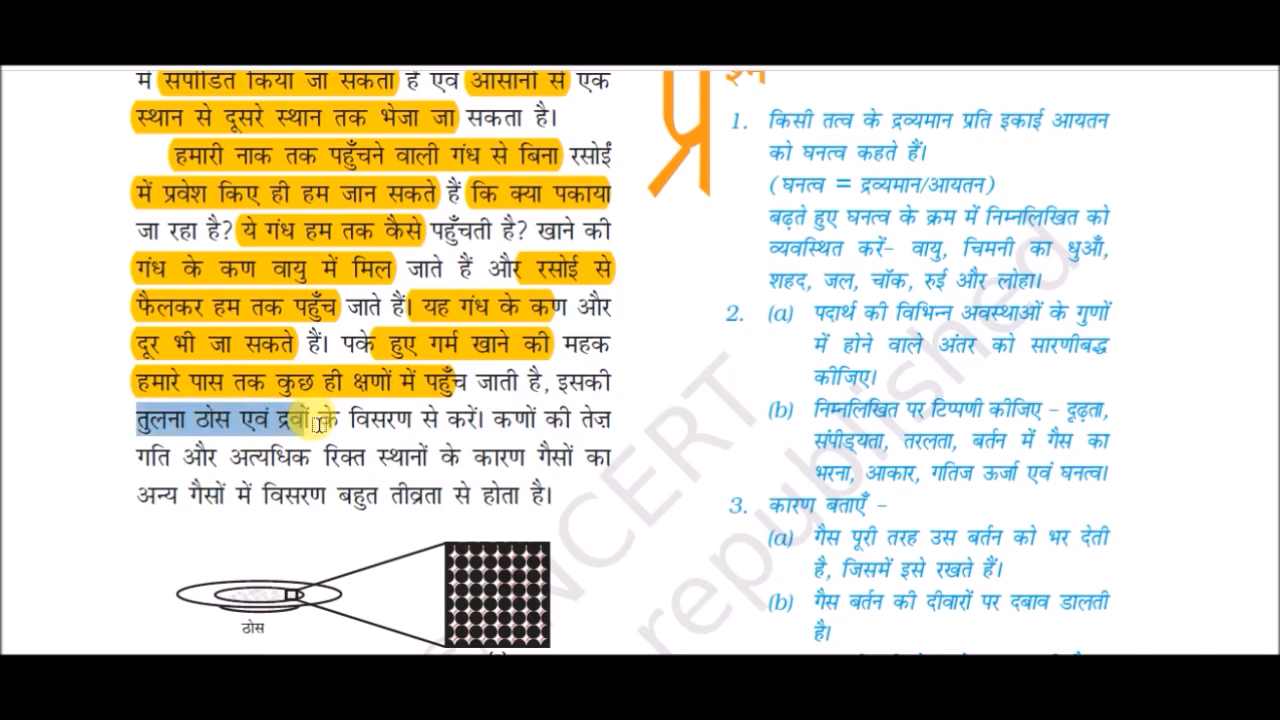 में संपीडित किया जा सकता है एवं आसानी से एक
स्थान से दूसरे स्थान तक भेजा जा सकता है।
हमारी नाक तक पहुँचने वाली गंध से बिना रसोईं
में प्रवेश किए ही हम जान सकते हैं कि क्या पकाया
जा रहा है? ये गंध हम तक कैसे पहुँचती है? खाने की
गंध के कण वायु में मिल जाते हैं और रसोई से
फैलकर हम तक पहुँच जाते हैं। यह गंध के कण और
दूर भी जा सकते हैं। पके हुए गर्म खाने की महक
हमारे पास तक कुछ ही क्षणों में पहुँच जाती है, इसकी
तुलना ठोस एवं द्रवों के विसरण से करें। कणों की तेज़
गति और अत्यधिक रिक्त स्थानों के कारण गैसों का
अन्य गैसों में विसरण बहुत तीव्रता से होता है।
ठोस
प्रश्न
1. किसी तत्व के द्रव्यमान प्रति इकाई आयतन
को घनत्व कहते हैं।
(घनत्व = द्रव्यमान/आयतन)
बढ़ते हुए घनत्व के क्रम में निम्नलिखित को
व्यवस्थित करें- वायु, चिमनी का धुआँ,
शहद, जल, चॉक, रुई और लोहा।
2. (a) पदार्थ की विभिन्न अवस्थाओं के गुणों
में होने वाले अंतर को सारणीबद्ध
कीजिए।
(b) निम्नलिखित पर टिप्पणी कीजिए - दृढ़ता,
संपीड्यता, तरलता, बर्तन में गैस का
भरना, आकार, गतिज ऊर्जा एवं घनत्व।
3. कारण बताएँ -
(a) गैस पूरी तरह उस बर्तन को भर देती
है, जिसमें इसे रखते हैं।
(b) गैस बर्तन की दीवारों पर दबाव डालती
है।
NCERT
republished